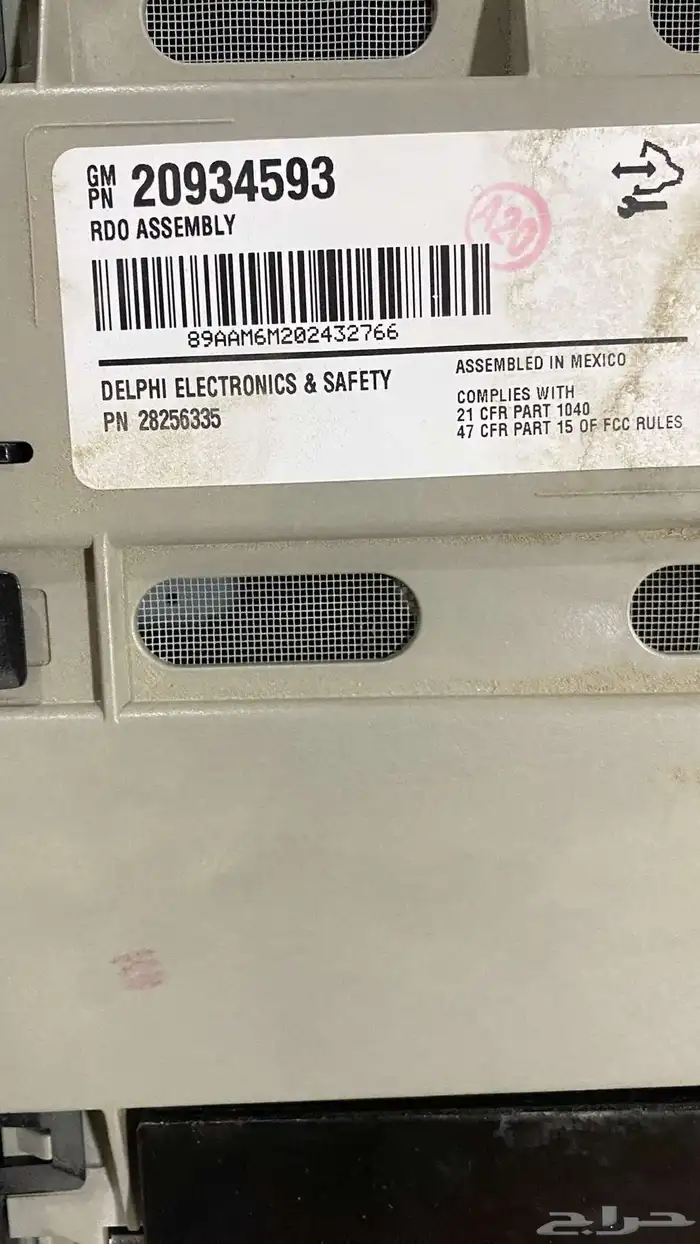 GM
PN 20934593
RDO ASSEMBLY
A20
89AAM6M202432766
DELPHI ELECTRONICS & SAFETY
PN 28256335
ASSEMBLED IN MEXICO
COMPLIES WITH
21 CFR PART 1040
47 CFR PART 15 OF FCC RULES
حراج